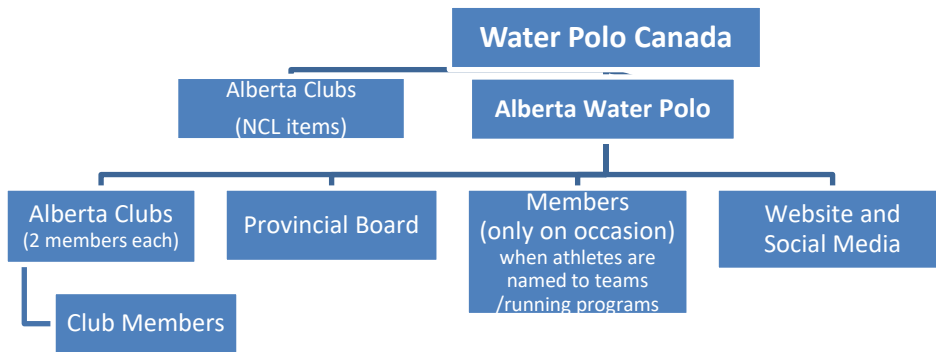 Water Polo Canada
Alberta Clubs
(NCL items)
Alberta Water Polo
Alberta Clubs
(2 members each)
Provincial Board
Members
(only on occasion)
when athletes are
named to teams
/running programs
Website and
Social Media
Club Members